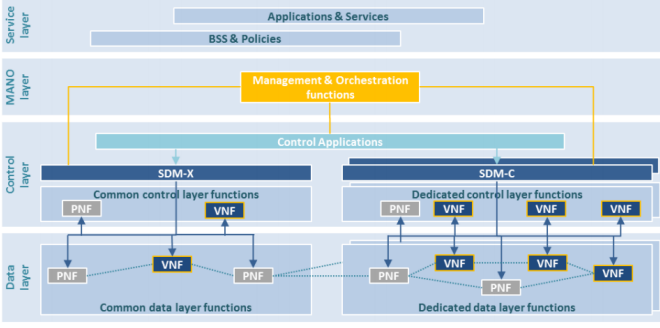 Service
layer
Applications & Services
BSS & Policies
MANO
layer
Management & Orchestration
functions
Control
layer
Control Applications
SDM-X
SDM-C
Common control layer functions
Dedicated control layer functions
PNF
VNF
PNF
VNF
VNF
VNF
Data
layer
PNF
VNF
PNF
PNF
VNF
PNF
VNF
VNF
Common data layer functions
Dedicated data layer functions